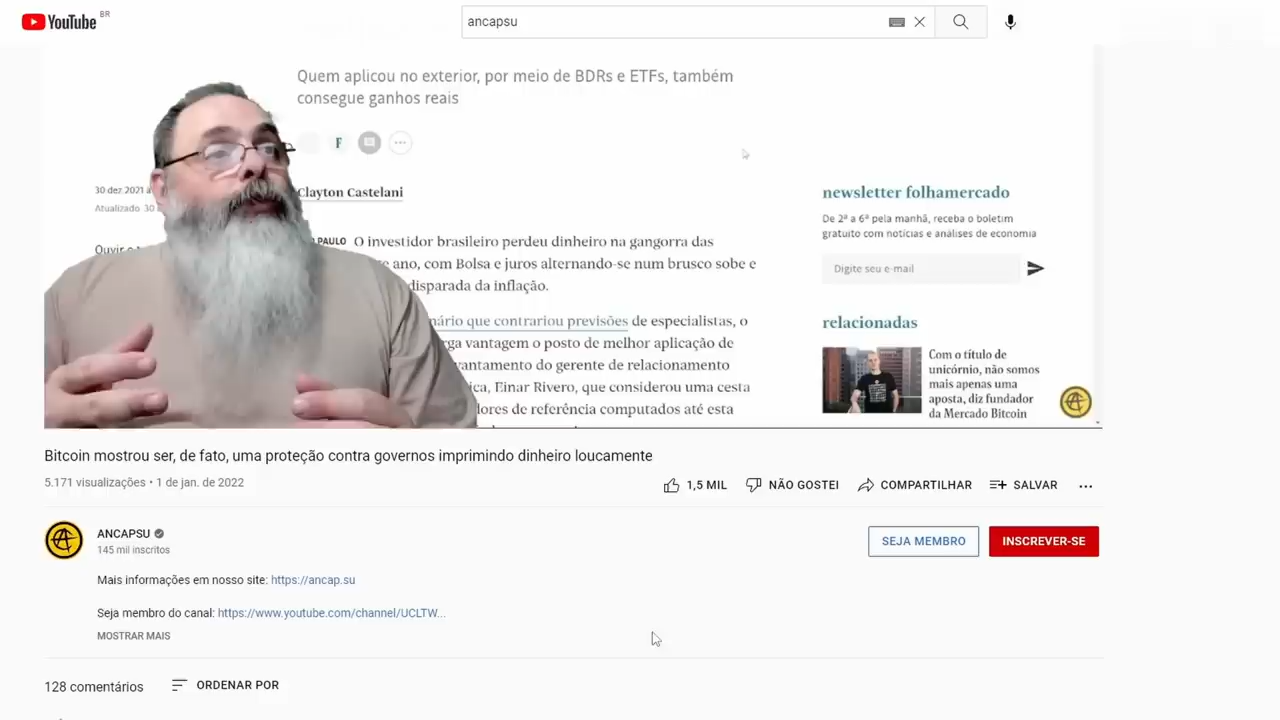 YouTube BR
ancapsu
Quem aplicou no exterior, por meio de BDRs e ETFs, também
consegue ganhos reais
F
30 dez.2021 à
Clayton Castelani
Atualizado 30
newsletter folhamercado
De 2ª a 6ª pela manhã, receba o boletim
gratuito com notícias e análises de economia
Digite seu e-mail
O investidor brasileiro perdeu dinheiro na gangorra das
ano, com Bolsa e juros alternando-se num brusco sobe e
disparada da inflação.
que contrariou previsões de especialistas, o
vantagem o posto de melhor aplicação de
do gerente de relacionamento
Einar Rivero, que considerou uma cesta
de referência computados até esta
relacionadas
Com o título de
unicórnio, não somos
mais apenas uma
aposta, diz fundador
da Mercado Bitcoin
Bitcoin mostrou ser, de fato, uma proteção contra governos imprimindo dinheiro loucamente
5.171 visualizações • 1 de jan. de 2022
1,5 MIL
NÃO GOSTEI
COMPARTILHAR
SALVAR
ANCAPSU
145 mil inscritos
SEJA MEMBRO
INSCREVER-SE
Mais informações em nosso site: https://ancap.su
Seja membro do canal: https://www.youtube.com/channel/UCLTW...
MOSTRAR MAIS
128 comentários
ORDENAR POR